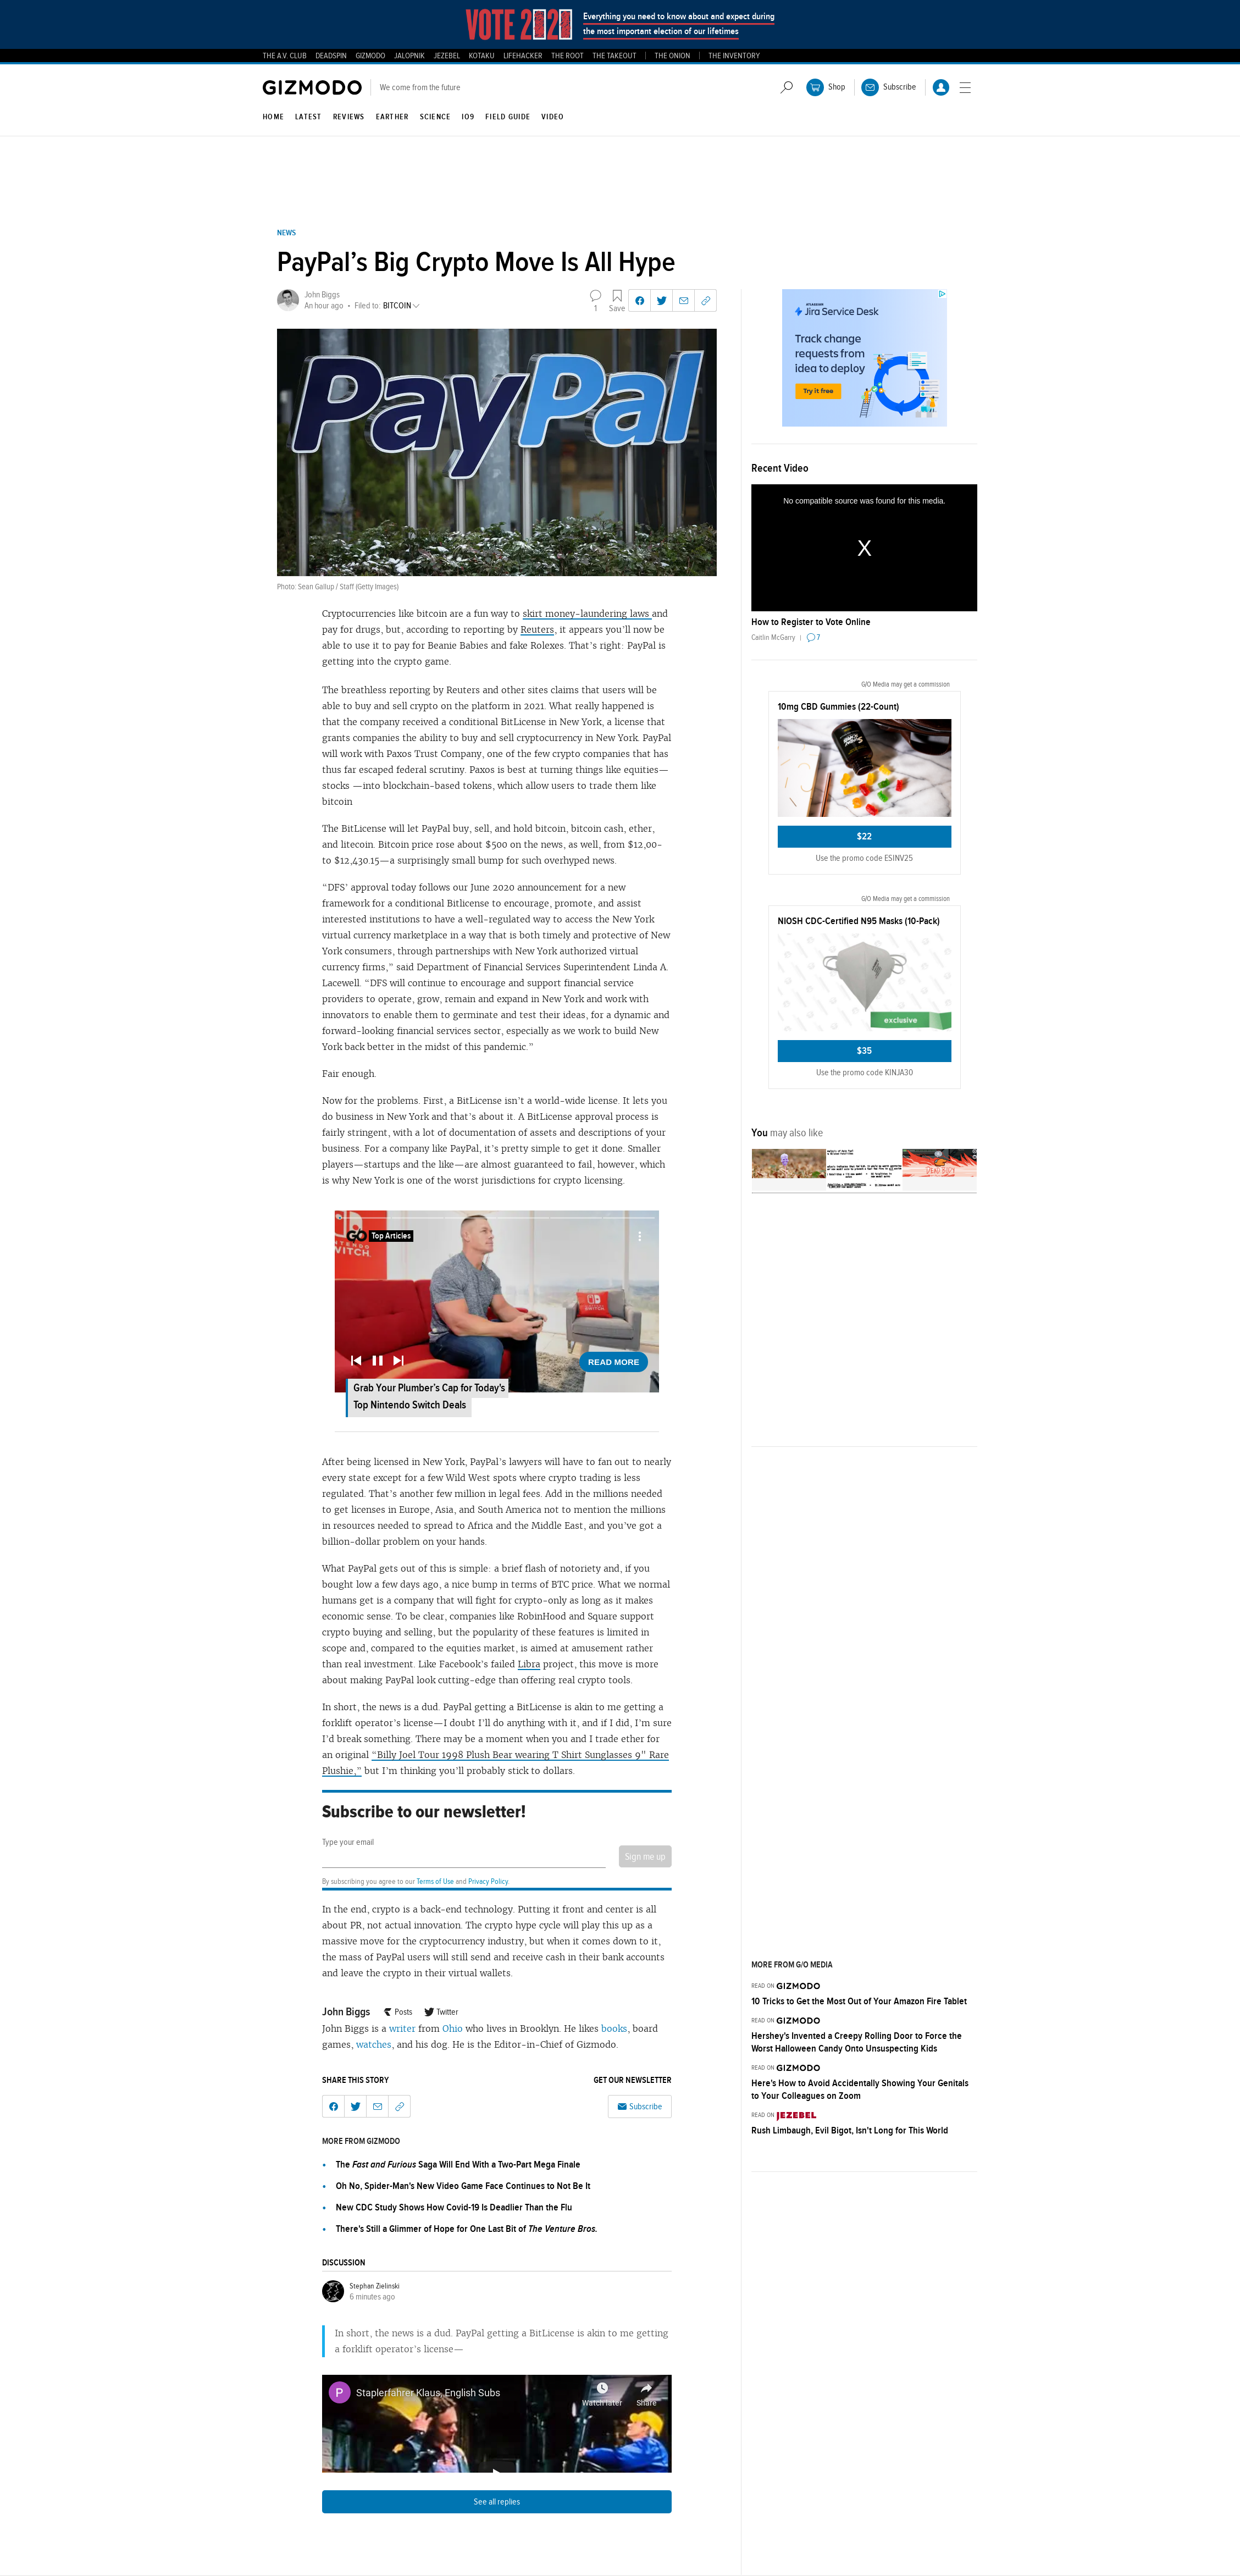 VOTE 2020
Everything you need to know about and expect during
the most important election of our lifetimes
THE A.V. CLUB DEADSPIN GIZMODO JALOPNIK JEZEBEL KOTAKU LIFEHACKER THE ROOT THE TAKEOUT THE ONION THE INVENTORY
GIZMODO We come from the future Shop Subscribe
HOME LATEST REVIEWS EARTHER SCIENCE IO9 FIELD GUIDE VIDEO
NEWS
PayPal’s Big Crypto Move Is All Hype
John Biggs
An hour ago • Filed to: BITCOIN
1 Save
PayPal
Photo: Sean Gallup / Staff (Getty Images)
Cryptocurrencies like bitcoin are a fun way to skirt money-laundering laws and
pay for drugs, but, according to reporting by Reuters, it appears you’ll now be
able to use it to pay for Beanie Babies and fake Rolexes. That’s right: PayPal is
getting into the crypto game.
The breathless reporting by Reuters and other sites claims that users will be
able to buy and sell crypto on the platform in 2021. What really happened is
that the company received a conditional BitLicense in New York, a license that
grants companies the ability to buy and sell cryptocurrency in New York. PayPal
will work with Paxos Trust Company, one of the few crypto companies that has
thus far escaped federal scrutiny. Paxos is best at turning things like equities—
stocks —into blockchain-based tokens, which allow users to trade them like
bitcoin
The BitLicense will let PayPal buy, sell, and hold bitcoin, bitcoin cash, ether,
and litecoin. Bitcoin price rose about $500 on the news, as well, from $12,00-
to $12,430.15—a surprisingly small bump for such overhyped news.
“DFS’ approval today follows our June 2020 announcement for a new
framework for a conditional Bitlicense to encourage, promote, and assist
interested institutions to have a well-regulated way to access the New York
virtual currency marketplace in a way that is both timely and protective of New
York consumers, through partnerships with New York authorized virtual
currency firms,” said Department of Financial Services Superintendent Linda A.
Lacewell. “DFS will continue to encourage and support financial service
providers to operate, grow, remain and expand in New York and work with
innovators to enable them to germinate and test their ideas, for a dynamic and
forward-looking financial services sector, especially as we work to build New
York back better in the midst of this pandemic.”
Fair enough.
Now for the problems. First, a BitLicense isn’t a world-wide license. It lets you
do business in New York and that’s about it. A BitLicense approval process is
fairly stringent, with a lot of documentation of assets and descriptions of your
business. For a company like PayPal, it’s pretty simple to get it done. Smaller
players—startups and the like—are almost guaranteed to fail, however, which
is why New York is one of the worst jurisdictions for crypto licensing.
GO Top Articles
READ MORE
Grab Your Plumber’s Cap for Today’s
Top Nintendo Switch Deals
After being licensed in New York, PayPal’s lawyers will have to fan out to nearly
every state except for a few Wild West spots where crypto trading is less
regulated. That’s another few million in legal fees. Add in the millions needed
to get licenses in Europe, Asia, and South America not to mention the millions
in resources needed to spread to Africa and the Middle East, and you’ve got a
billion-dollar problem on your hands.
What PayPal gets out of this is simple: a brief flash of notoriety and, if you
bought low a few days ago, a nice bump in terms of BTC price. What we normal
humans get is a company that will fight for crypto-only as long as it makes
economic sense. To be clear, companies like RobinHood and Square support
crypto buying and selling, but the popularity of these features is limited in
scope and, compared to the equities market, is aimed at amusement rather
than real investment. Like Facebook’s failed Libra project, this move is more
about making PayPal look cutting-edge than offering real crypto tools.
In short, the news is a dud. PayPal getting a BitLicense is akin to me getting a
forklift operator’s license—I doubt I’ll do anything with it, and if I did, I’m sure
I’d break something. There may be a moment when you and I trade ether for
an original “Billy Joel Tour 1998 Plush Bear wearing T Shirt Sunglasses 9" Rare
Plushie,” but I’m thinking you’ll probably stick to dollars.
Subscribe to our newsletter!
Type your email
Sign me up
By subscribing you agree to our Terms of Use and Privacy Policy.
In the end, crypto is a back-end technology. Putting it front and center is all
about PR, not actual innovation. The crypto hype cycle will play this up as a
massive move for the cryptocurrency industry, but when it comes down to it,
the mass of PayPal users will still send and receive cash in their bank accounts
and leave the crypto in their virtual wallets.
John Biggs Posts Twitter
John Biggs is a writer from Ohio who lives in Brooklyn. He likes books, board
games, watches, and his dog. He is the Editor-in-Chief of Gizmodo.
SHARE THIS STORY GET OUR NEWSLETTER
Subscribe
MORE FROM GIZMODO
The Fast and Furious Saga Will End With a Two-Part Mega Finale
Oh No, Spider-Man's New Video Game Face Continues to Not Be It
New CDC Study Shows How Covid-19 Is Deadlier Than the Flu
There's Still a Glimmer of Hope for One Last Bit of The Venture Bros.
DISCUSSION
Stephan Zielinski
6 minutes ago
In short, the news is a dud. PayPal getting a BitLicense is akin to me getting
a forklift operator’s license—
P Staplerfahrer Klaus, English Subs
Watch later Share
See all replies
ATLASSIAN
Jira Service Desk
Track change
requests from
idea to deploy
Try it free
Recent Video
No compatible source was found for this media.
X
How to Register to Vote Online
Caitlin McGarry | 7
G/O Media may get a commission
10mg CBD Gummies (22-Count)
$22
Use the promo code ESINV25
G/O Media may get a commission
NIOSH CDC-Certified N95 Masks (10-Pack)
exclusive
$35
Use the promo code KINJA30
You may also like
MORE FROM G/O MEDIA
READ ON GIZMODO
10 Tricks to Get the Most Out of Your Amazon Fire Tablet
READ ON GIZMODO
Hershey's Invented a Creepy Rolling Door to Force the
Worst Halloween Candy Onto Unsuspecting Kids
READ ON GIZMODO
Here's How to Avoid Accidentally Showing Your Genitals
to Your Colleagues on Zoom
READ ON JEZEBEL
Rush Limbaugh, Evil Bigot, Isn't Long for This World